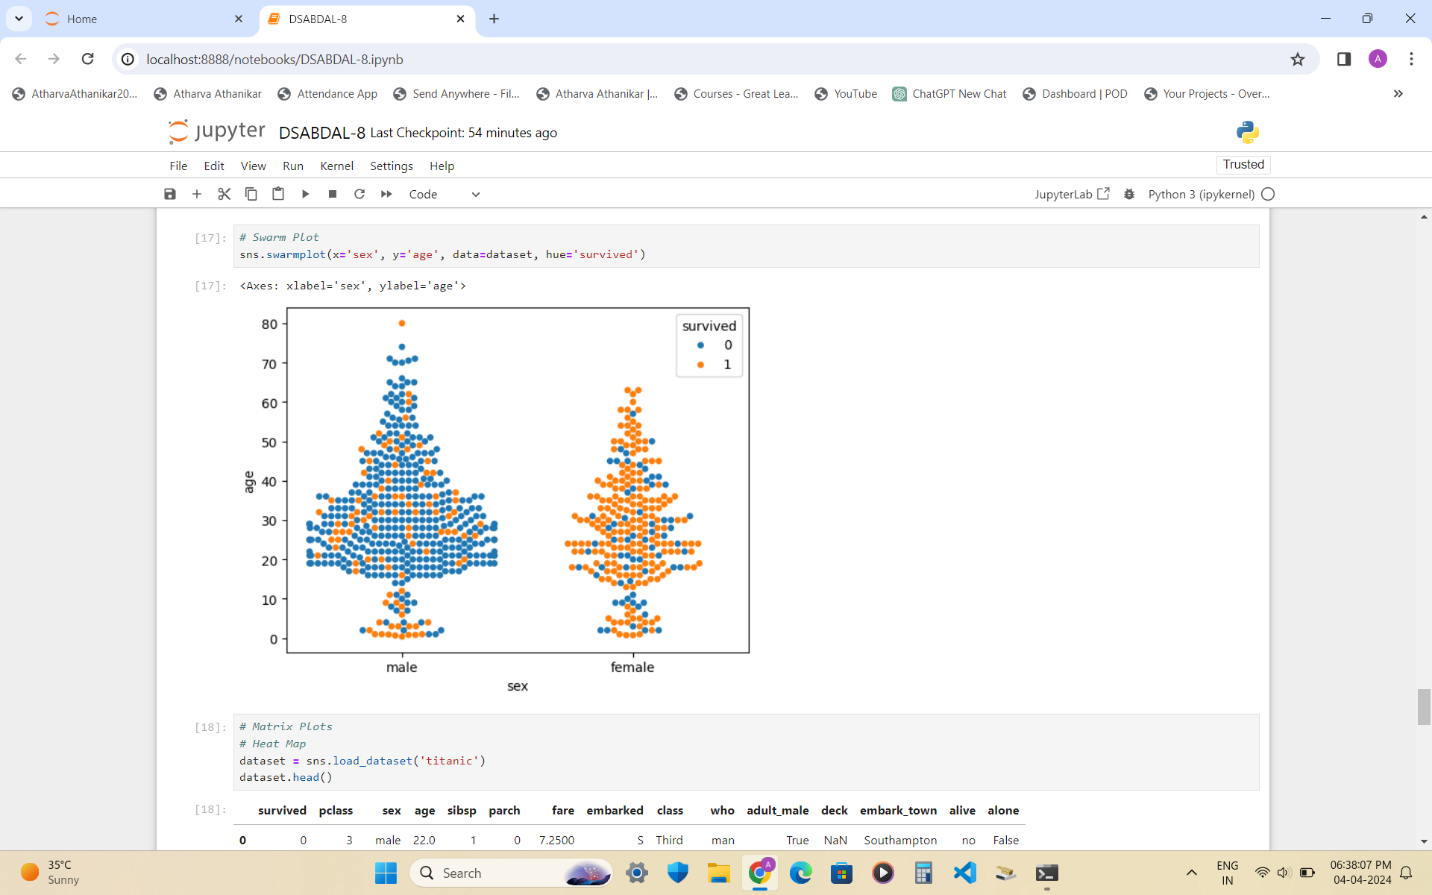 Home
DSABDAL-8
localhost:8888/notebooks/DSABDAL-8.ipynb
A
AtharvaAthanikar20...
Atharva Athanikar
Attendance App
Send Anywhere - Fil...
Atharva Athanikar |...
Courses - Great Lea...
YouTube
ChatGPT New Chat
Dashboard | POD
Your Projects - Over...
jupyter DSABDAL-8 Last Checkpoint: 54 minutes ago
File Edit View Run Kernel Settings Help
Trusted
Code
JupyterLab
Python 3 (ipykernel)
[17]: # Swarm Plot
sns.swarmplot(x='sex', y='age', data=dataset, hue='survived')
[17]: <Axes: xlabel='sex', ylabel='age'>
survived
0
1
80
70
60
50
40
30
20
10
0
age
male female
sex
[18]: # Matrix Plots
# Heat Map
dataset = sns.load_dataset('titanic')
dataset.head()
[18]: survived pclass sex age sibsp parch fare embarked class who adult_male deck embark_town alive alone
0 0 3 male 22.0 1 0 7.2500 S Third man True NaN Southampton no False
35°C
Sunny
Search
A
ENG
IN
06:38:07 PM
04-04-2024